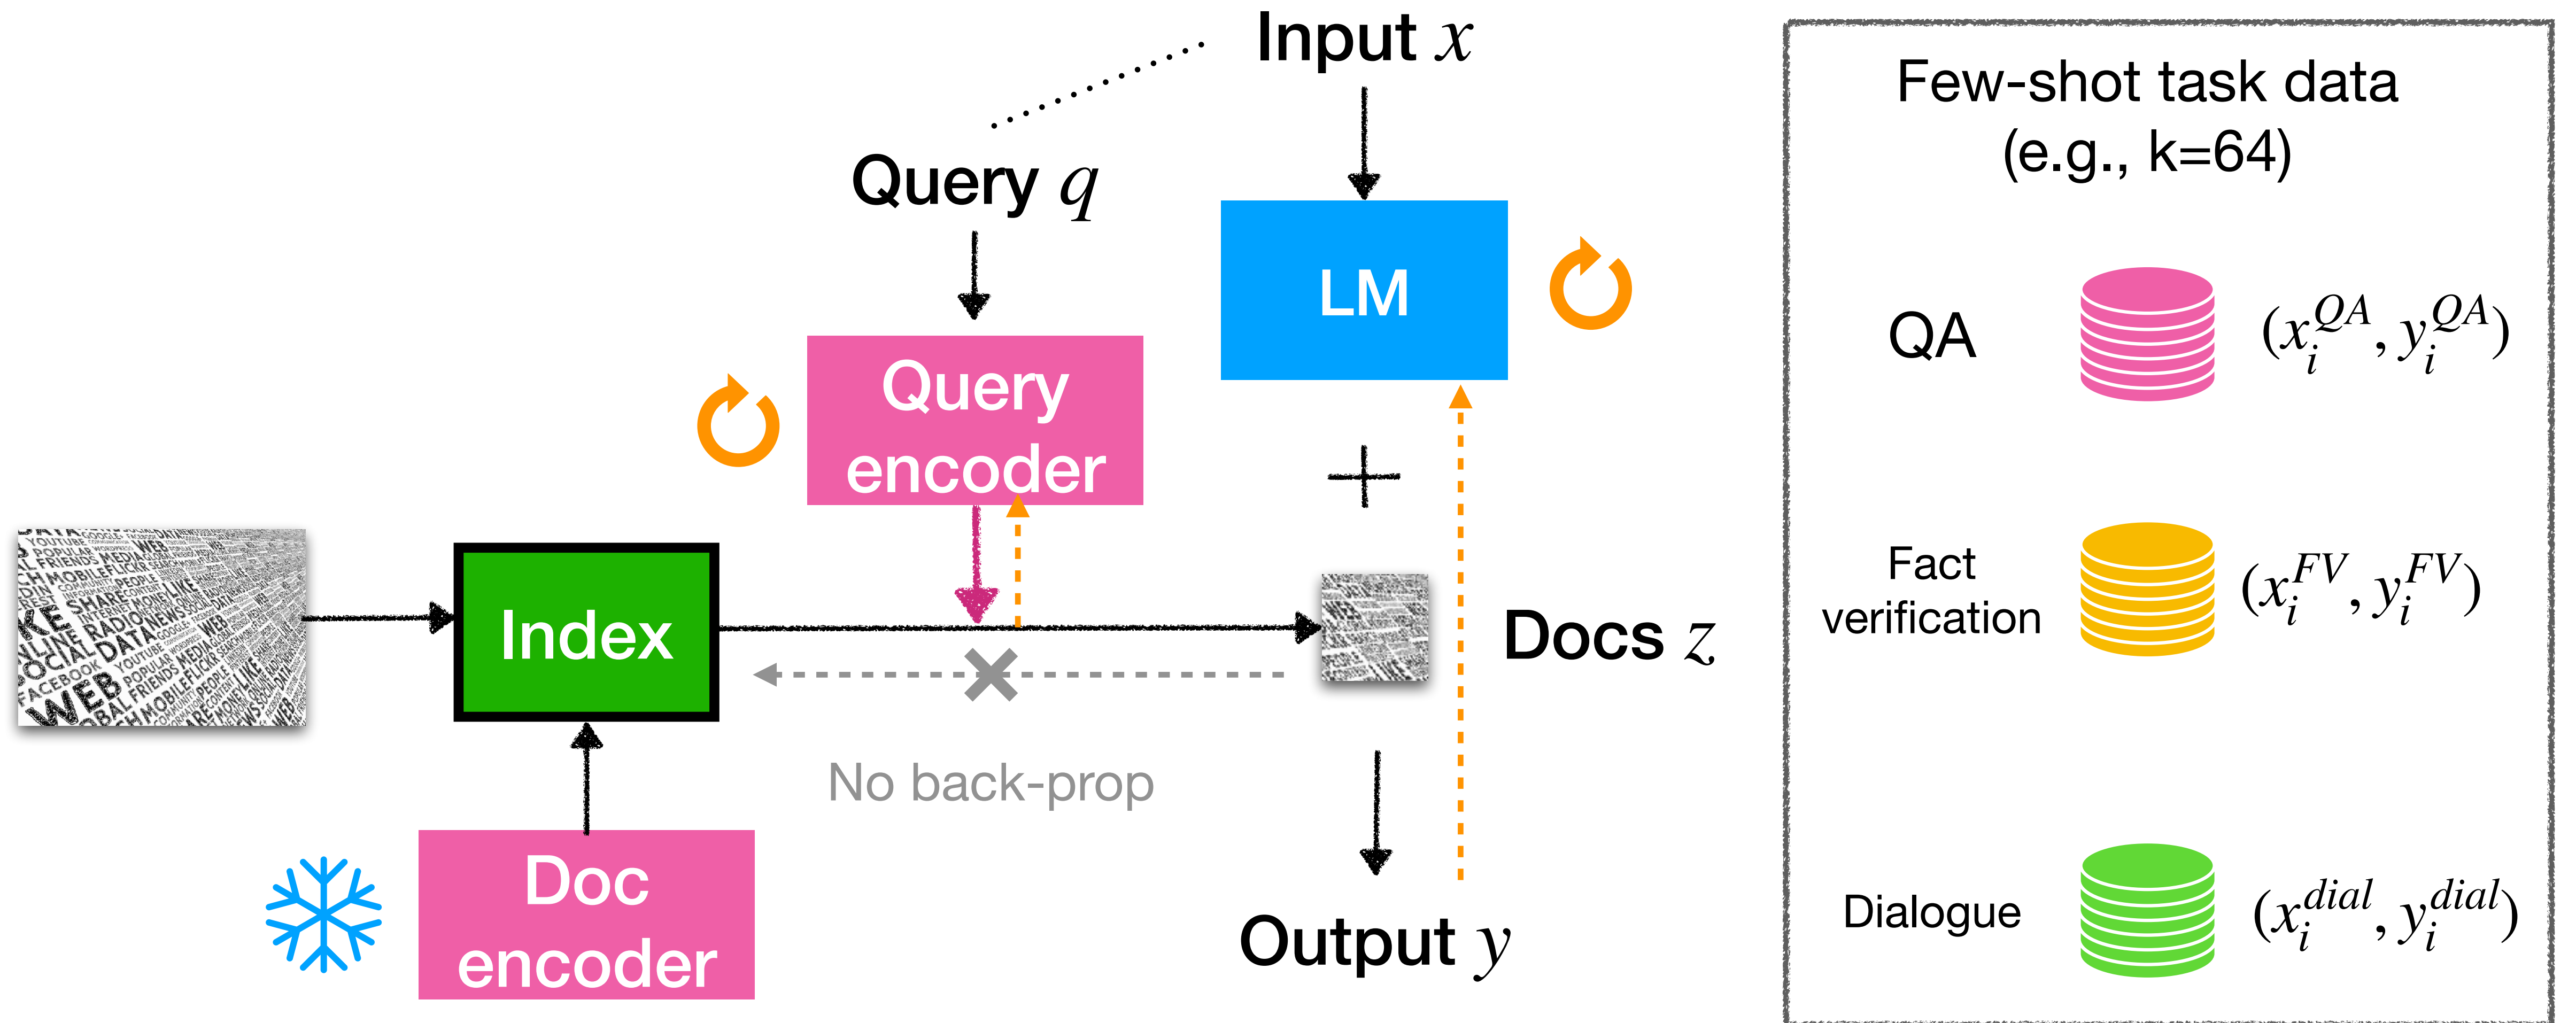 Input x
Query q
LM
Query
encoder
+
Index
Docs z
No back-prop
Doc
encoder
Output y
Few-shot task data
(e.g., k=64)
QA
(x_i^{QA}, y_i^{QA})
Fact
verification
(x_i^{FV}, y_i^{FV})
Dialogue
(x_i^{dial}, y_i^{dial})